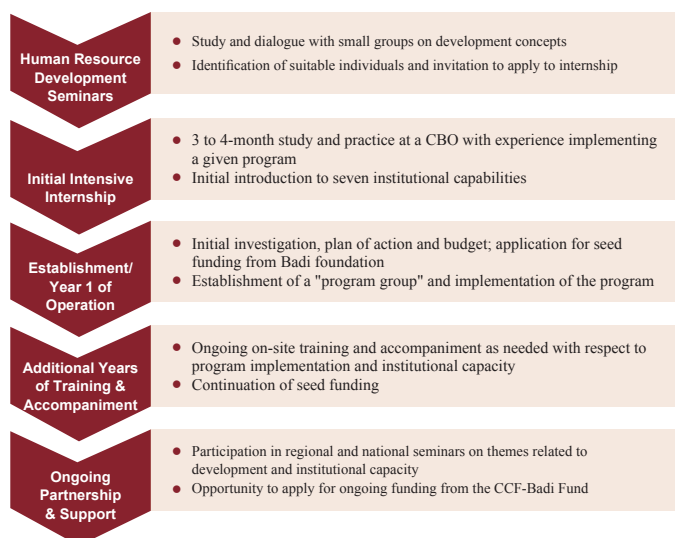 Human Resource
Development
Seminars
● Study and dialogue with small groups on development concepts
● Identification of suitable individuals and invitation to apply to internship
Initial Intensive
Internship
● 3 to 4-month study and practice at a CBO with experience implementing
a given program
● Initial introduction to seven institutional capabilities
Establishment/
Year 1 of
Operation
● Initial investigation, plan of action and budget; application for seed
funding from Badi foundation
● Establishment of a "program group" and implementation of the program
Additional Years
of Training &
Accompaniment
● Ongoing on-site training and accompaniment as needed with respect to
program implementation and institutional capacity
● Continuation of seed funding
Ongoing
Partnership
& Support
● Participation in regional and national seminars on themes related to
development and institutional capacity
● Opportunity to apply for ongoing funding from the CCF-Badi Fund